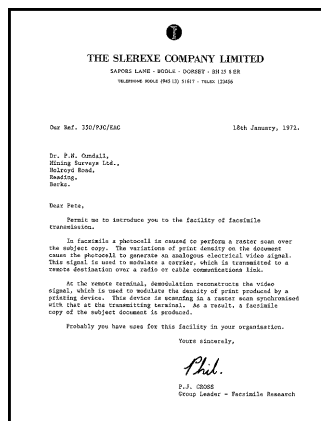 THE SLEREXE COMPANY LIMITED
SAPORS LANE - BOOLE - DORSET - BH 25 8 ER
TELEPHONE BOOLE (945 13) 51617 - TELEX 123456
Our Ref. 350/PJC/EAC
18th January, 1972.
Dr. P.N. Cundall,
Mining Surveys Ltd.,
Holroyd Road,
Reading,
Berks.
Dear Pete,
Permit me to introduce you to the facility of facsimile
transmission.
In facsimile a photocell is caused to perform a raster scan over
the subject copy. The variations of print density on the document
cause the photocell to generate an analogous electrical video signal.
This signal is used to modulate a carrier, which is transmitted to a
remote destination over a radio or cable communications link.
At the remote terminal, demodulation reconstructs the video
signal, which is used to modulate the density of print produced by a
printing device. This device is scanning in a raster scan synchronised
with that at the transmitting terminal. As a result, a facsimile
copy of the subject document is produced.
Probably you have uses for this facility in your organisation.
Yours sincerely,
Phil.
P.J. CROSS
Group Leader - Facsimile Research